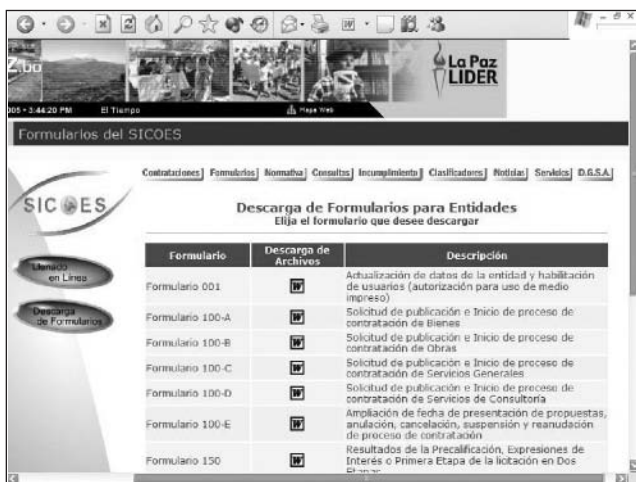 La Paz
LIDER
005 • 3:44:20 PM El Tiempo Mapa Web
Formularios del SICOES
SICOES
Contrataciones Formularios Normativa Consultas Incumplimiento Clasificadores Noticias Servicios D.G.S.A.
Descarga de Formularios para Entidades
Elija el formulario que desee descargar
Llenado
en Línea
Descarga
de Formularios
Formulario Descarga de Archivos Descripción
Formulario 001 Actualización de datos de la entidad y habilitación
de usuarios (autorización para uso de medio
impreso)
Formulario 100-A Solicitud de publicación e Inicio de proceso de
contratación de Bienes
Formulario 100-B Solicitud de publicación e Inicio de proceso de
contratación de Obras
Formulario 100-C Solicitud de publicación e Inicio de proceso de
contratación de Servicios Generales
Formulario 100-D Solicitud de publicación e Inicio de proceso de
contratación de Servicios de Consultoría
Formulario 100-E Ampliación de fecha de presentación de propuestas,
anulación, cancelación, suspensión y reanudación
de proceso de contratación
Formulario 150 Resultados de la Precalificación, Expresiones de
Interés o Primera Etapa de la licitación en Dos
Etapas